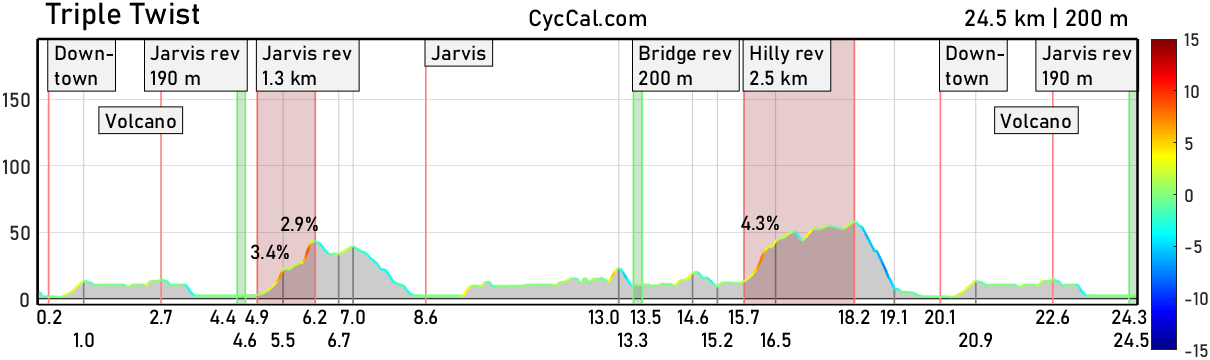 Triple Twist
CycCal.com
24.5 km | 200 m
Down-
town
Jarvis rev
190 m
Jarvis rev
1.3 km
Jarvis
Bridge rev
200 m
Hilly rev
2.5 km
Down-
town
Jarvis rev
190 m
Volcano
Volcano
150
100
50
0
3.4%
2.9%
4.3%
0.2 2.7 4.4 4.9 6.2 7.0 8.6 13.0 13.5 14.6 15.7 18.2 19.1 20.1 22.6 24.3
1.0 4.6 5.5 6.7 13.3 15.2 16.5 20.9 24.5
15
10
5
0
-5
-10
-15